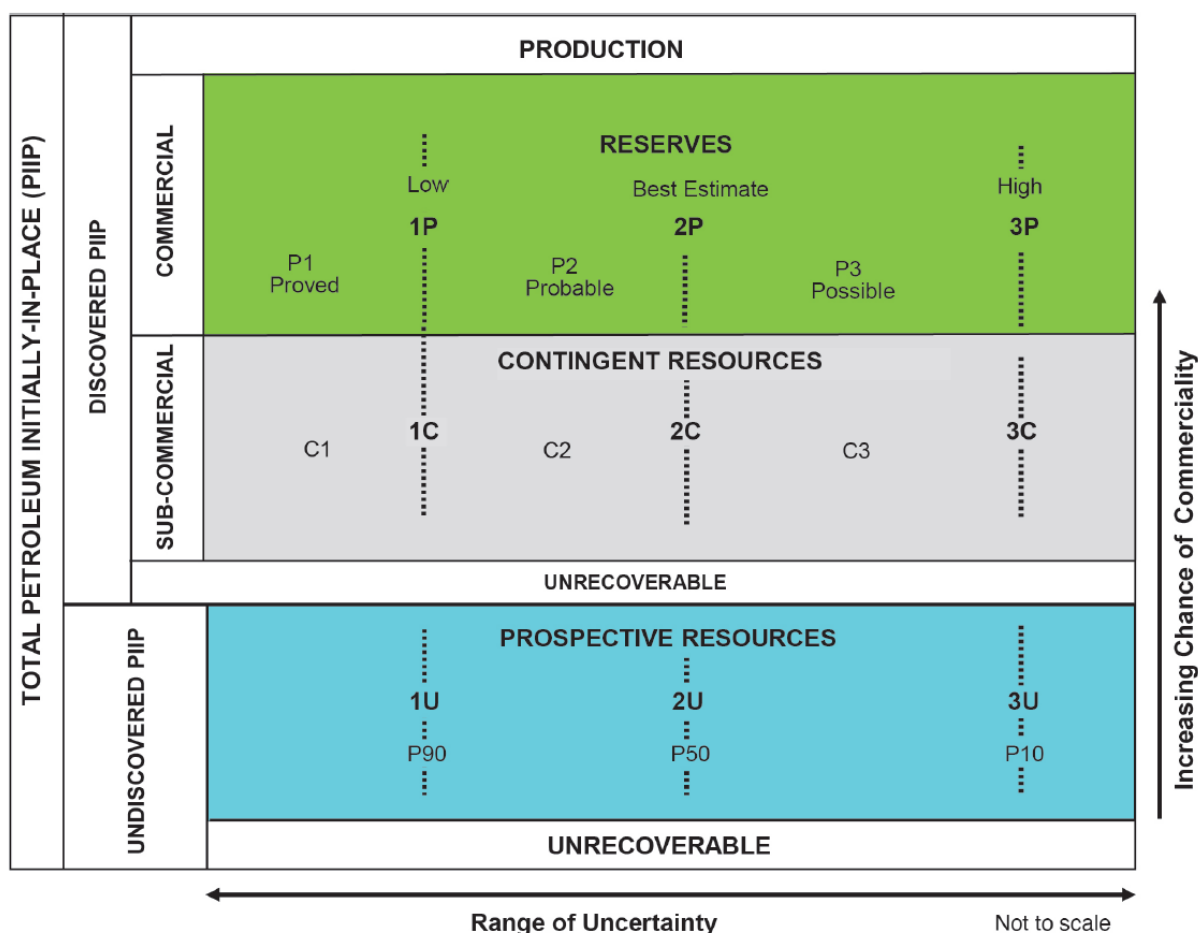 TOTAL PETROLEUM INITIALLY-IN-PLACE (PIIP)
DISCOVERED PIIP
UNDISCOVERED PIIP
COMMERCIAL
SUB-COMMERCIAL
PRODUCTION
RESERVES
Low
Best Estimate
High
1P
2P
3P
P1
Proved
P2
Probable
P3
Possible
CONTINGENT RESOURCES
1C
2C
3C
C1
C2
C3
UNRECOVERABLE
PROSPECTIVE RESOURCES
1U
2U
3U
P90
P50
P10
UNRECOVERABLE
Increasing Chance of Commerciality
Range of Uncertainty
Not to scale